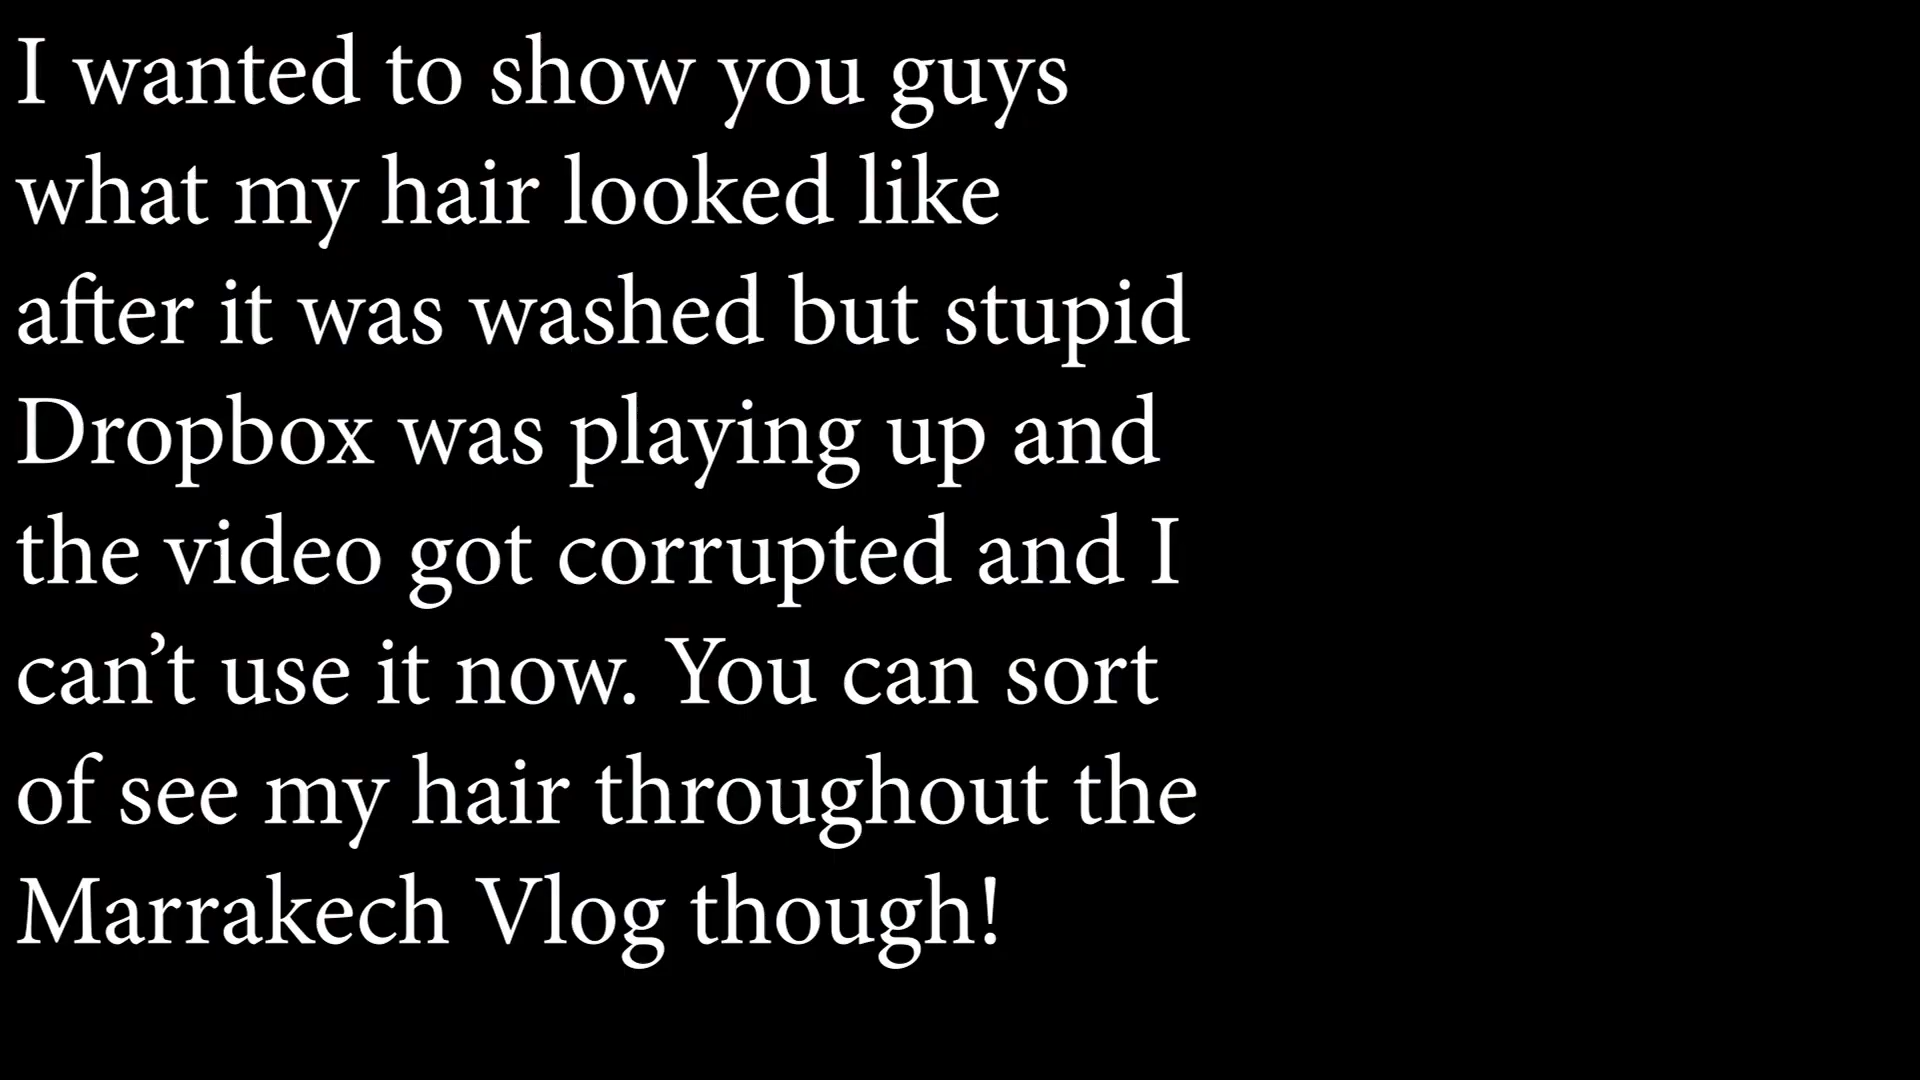 I wanted to show you guys
what my hair looked like
after it was washed but stupid
Dropbox was playing up and
the video got corrupted and I
can’t use it now. You can sort
of see my hair throughout the
Marrakech Vlog though!